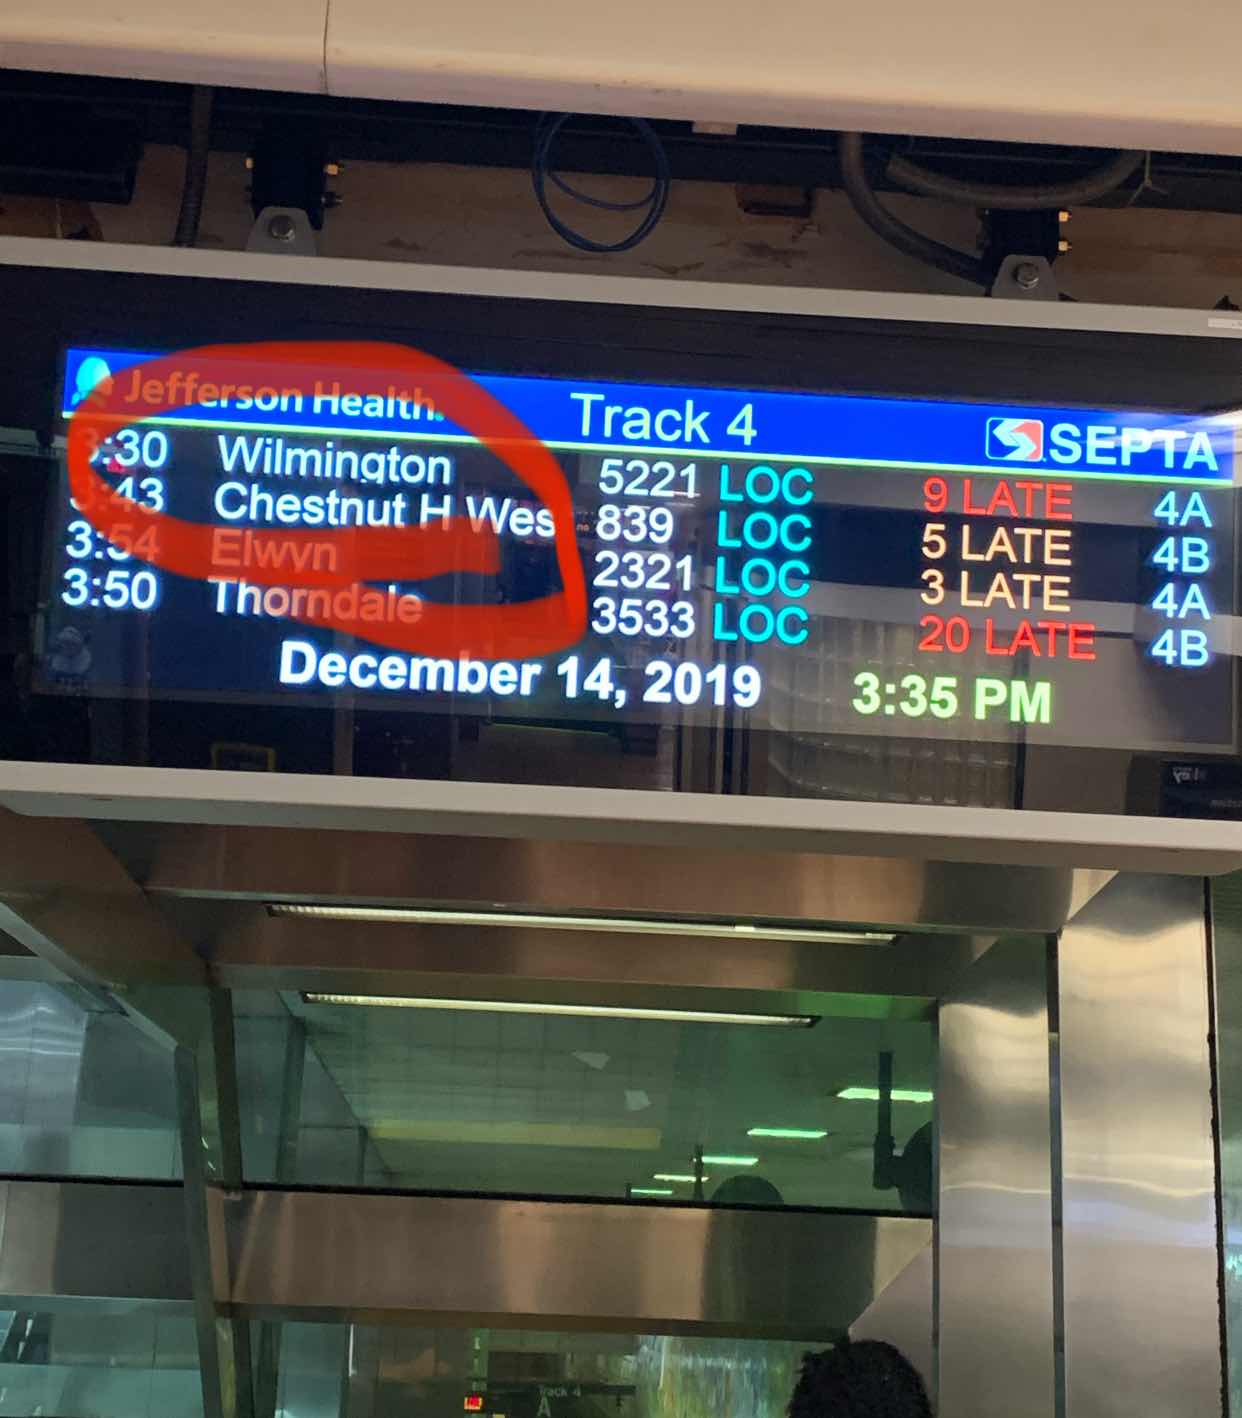 Jefferson Health. Track 4 SEPTA
3:30 Wilmington 5221 LOC 9 LATE 4A
3:43 Chestnut H Wes 839 LOC 5 LATE 4B
3:54 Elwyn 2321 LOC 3 LATE 4A
3:50 Thorndale 3533 LOC 20 LATE 4B
December 14, 2019 3:35 PM
Track 4
A